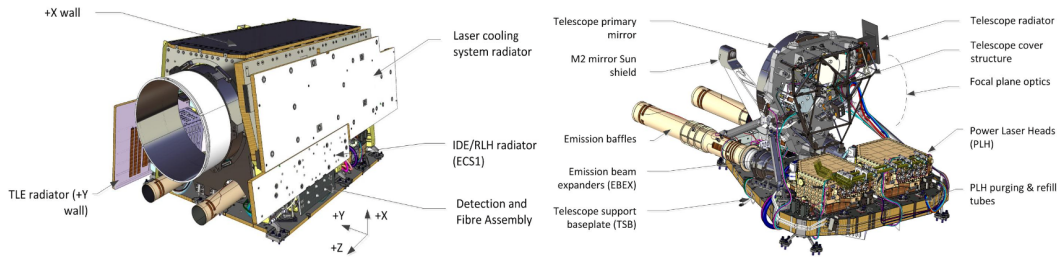 +X wall
Laser cooling
system radiator
IDE/RLH radiator
(ECS1)
TLE radiator (+Y
wall)
Detection and
Fibre Assembly
+Y
+X
+Z
Telescope primary
mirror
M2 mirror Sun
shield
Emission baffles
Emission beam
expanders (EBEX)
Telescope support
baseplate (TSB)
Telescope radiator
Telescope cover
structure
Focal plane optics
Power Laser Heads
(PLH)
PLH purging & refill
tubes